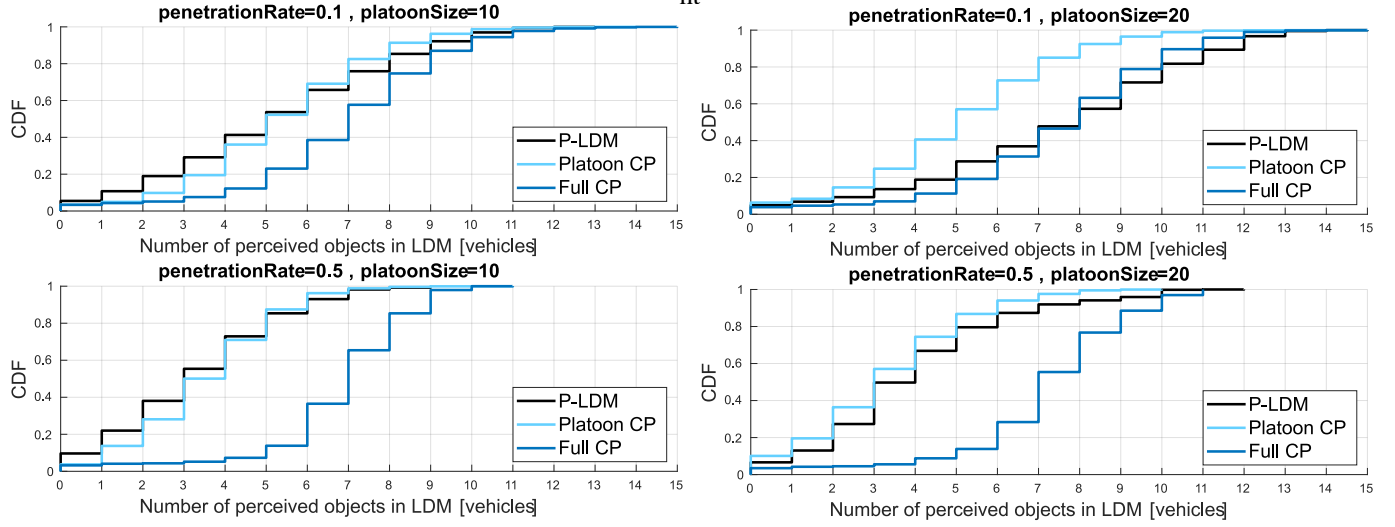 nt
penetrationRate=0.1 , platoonSize=10
1
0.8
0.6
0.4
0.2
0
CDF
P-LDM
Platoon CP
Full CP
0 1 2 3 4 5 6 7 8 9 10 11 12 13 14 15
Number of perceived objects in LDM [vehicles]
penetrationRate=0.1 , platoonSize=20
1
0.8
0.6
0.4
0.2
0
CDF
P-LDM
Platoon CP
Full CP
0 1 2 3 4 5 6 7 8 9 10 11 12 13 14 15
Number of perceived objects in LDM [vehicles]
penetrationRate=0.5 , platoonSize=10
1
0.8
0.6
0.4
0.2
0
CDF
P-LDM
Platoon CP
Full CP
0 1 2 3 4 5 6 7 8 9 10 11 12 13 14 15
Number of perceived objects in LDM [vehicles]
penetrationRate=0.5 , platoonSize=20
1
0.8
0.6
0.4
0.2
0
CDF
P-LDM
Platoon CP
Full CP
0 1 2 3 4 5 6 7 8 9 10 11 12 13 14 15
Number of perceived objects in LDM [vehicles]